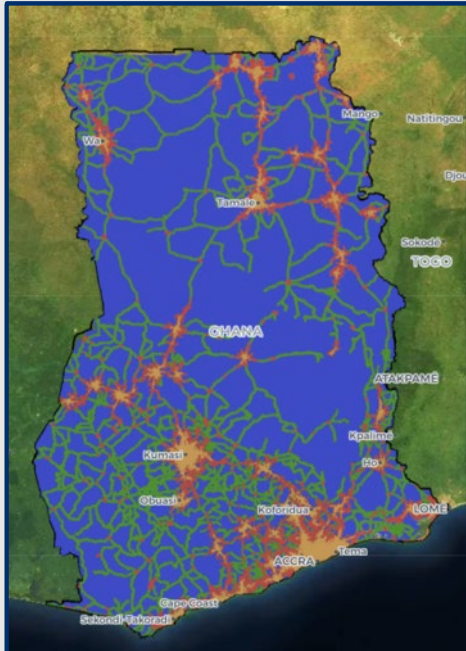 Mango
Natitingou
Wa
Djou
Tamale
Sokodé
TOGO
GHANA
ATAKPAMÉ
Kpalimé
Kumasi
Ho
Obuasi
Koforidua
LOMÉ
Tema
ACCRA
Cape Coast
Sekondi-Takoradi